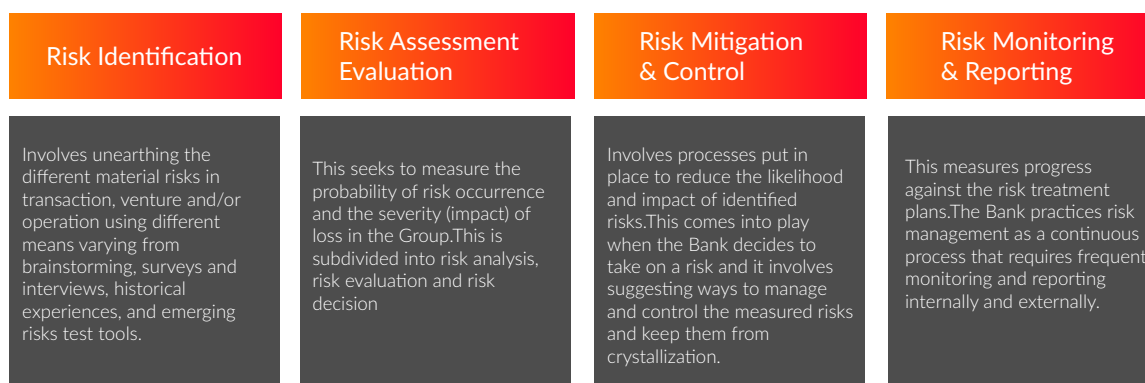 Risk Identification
Involves unearthing the
different material risks in
transaction, venture and/or
operation using different
means varying from
brainstorming, surveys and
interviews, historical
experiences, and emerging
risks test tools.
Risk Assessment
Evaluation
This seeks to measure the
probability of risk occurrence
and the severity (impact) of
loss in the Group.This is
subdivided into risk analysis,
risk evaluation and risk
decision
Risk Mitigation
& Control
Involves processes put in
place to reduce the likelihood
and impact of identified
risks.This comes into play
when the Bank decides to
take on a risk and it involves
suggesting ways to manage
and control the measured risks
and keep them from
crystallization.
Risk Monitoring
& Reporting
This measures progress
against the risk treatment
plans.The Bank practices risk
management as a continuous
process that requires frequent
monitoring and reporting
internally and externally.